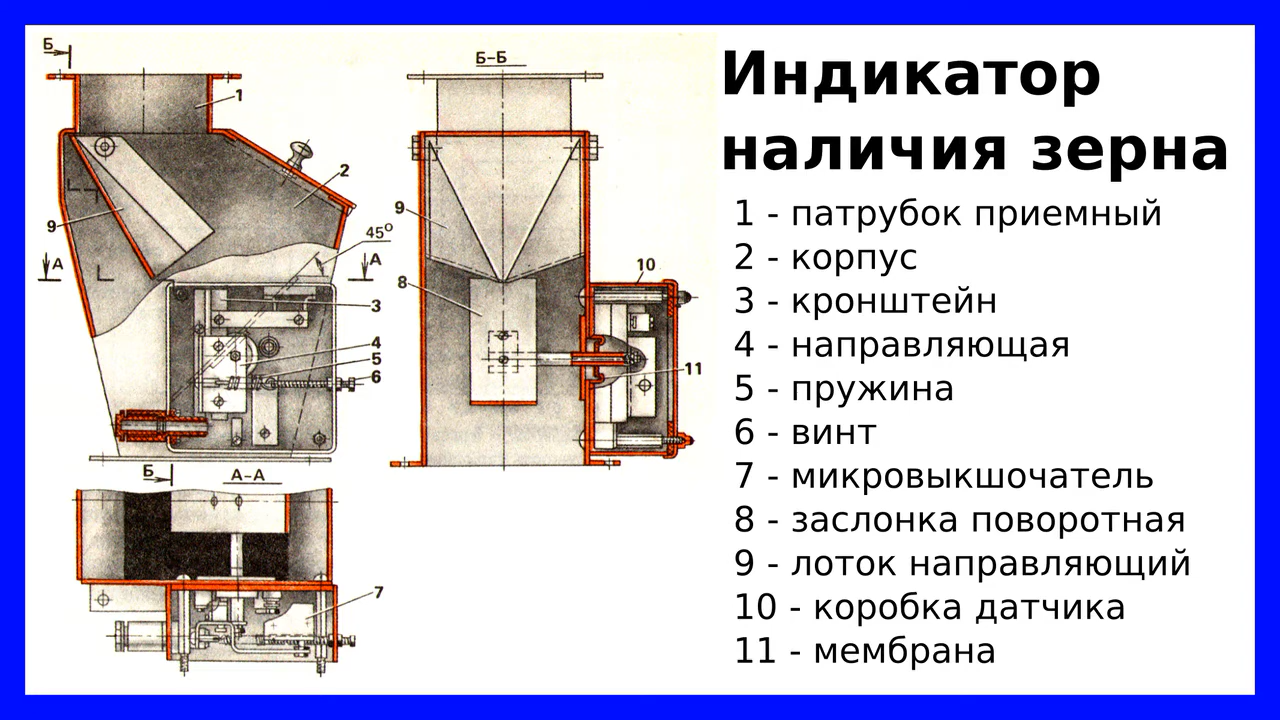 Индикатор
наличия зерна
1 - патрубок приемный
2 - корпус
3 - кронштейн
4 - направляющая
5 - пружина
6 - винт
7 - микровыкшочатель
8 - заслонка поворотная
9 - лоток направляющий
10 - коробка датчика
11 - мембрана
Б
1
2
9
45°
А
А
3
4
5
6
Б
Б-Б
9
8
10
11
А-А
7